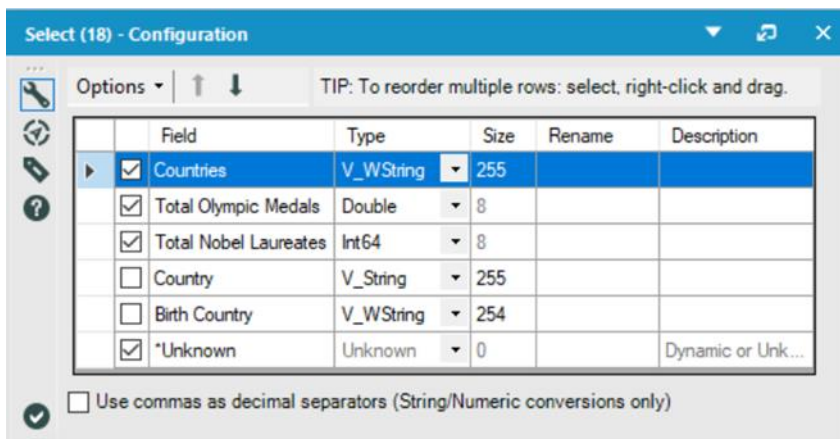 Select (18) - Configuration
Options TIP: To reorder multiple rows: select, right-click and drag.
Field Type Size Rename Description
Countries V_WString 255
Total Olympic Medals Double 8
Total Nobel Laureates Int64 8
Country V_String 255
Birth Country V_WString 254
*Unknown Unknown 0 Dynamic or Unk...
Use commas as decimal separators (String/Numeric conversions only)